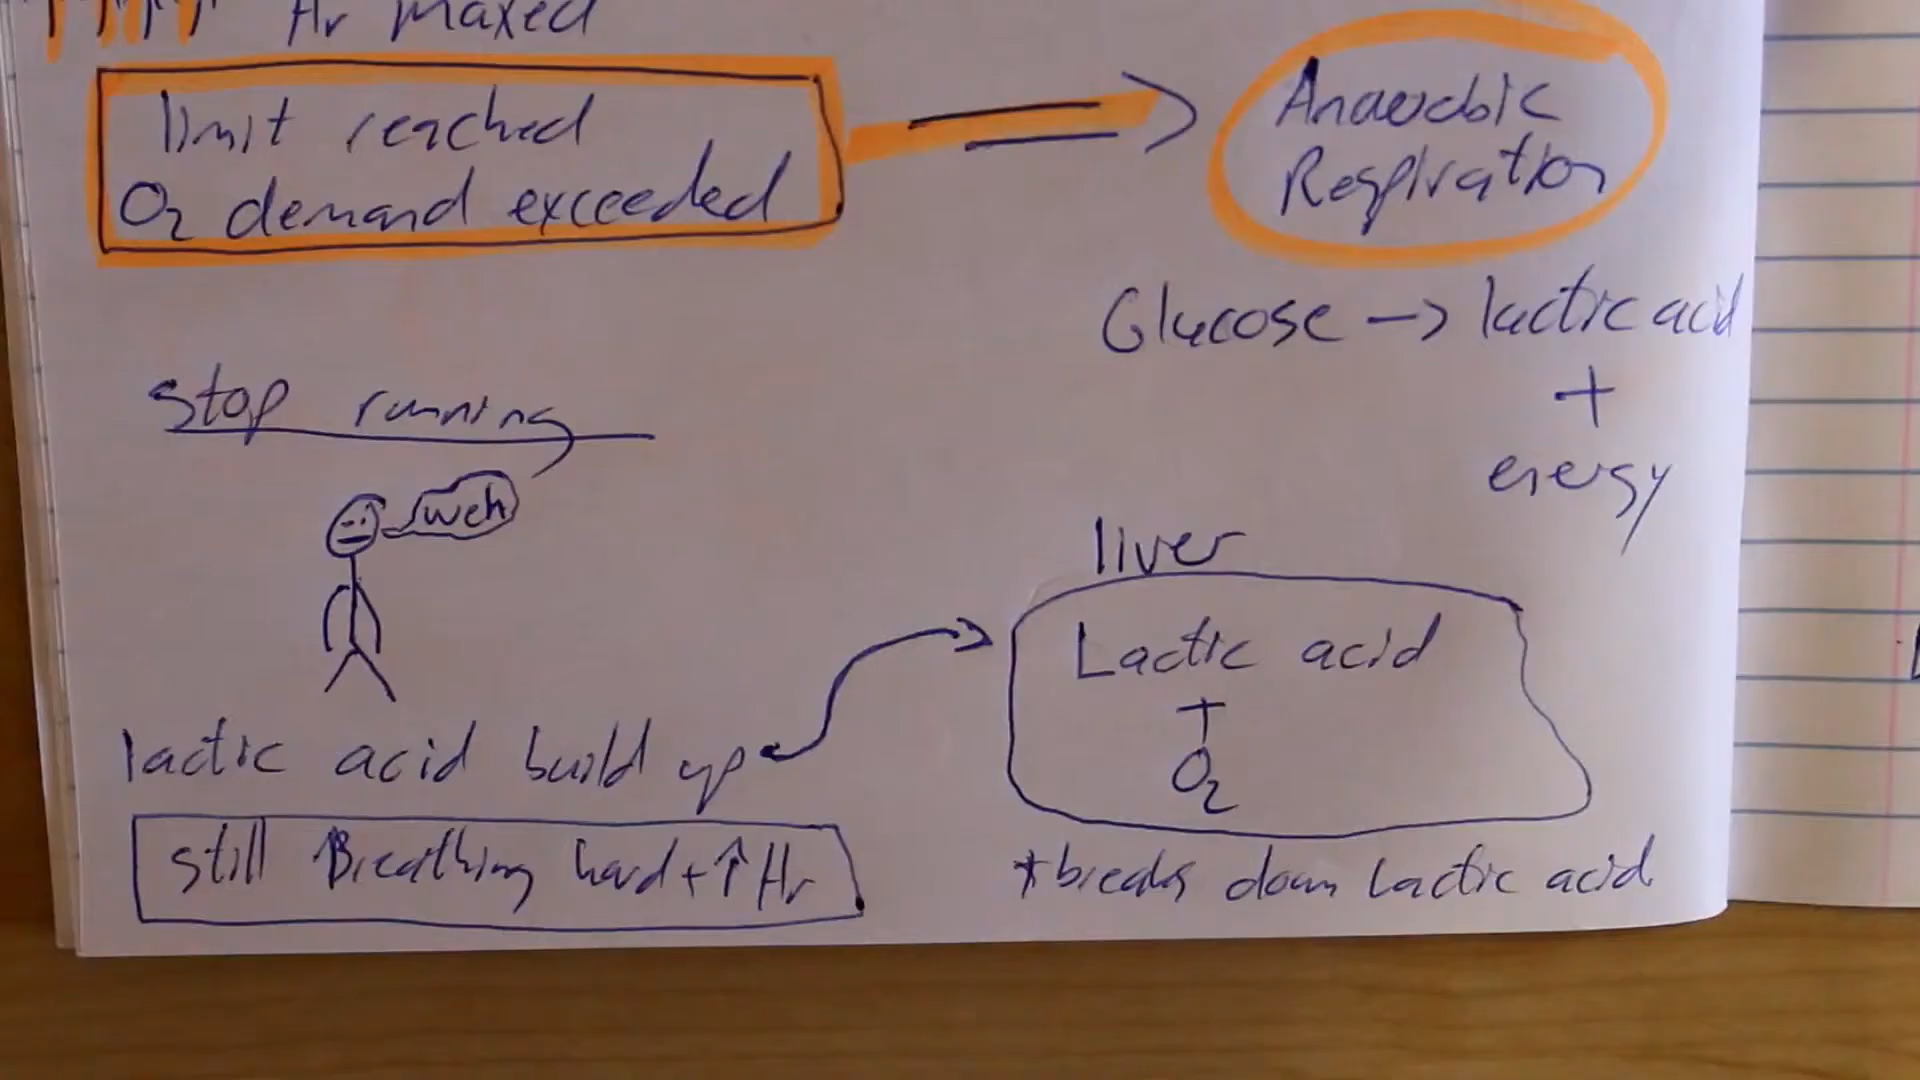 Hr maxed
limit reached
O₂ demand exceeded
Anaerobic
Respiration
Glucose -> lactic acid
+
energy
Stop running
weh
liver
Lactic acid
+
O₂
lactic acid build up
still Breathing hard + ↑ Hr
*breaks down Lactic acid